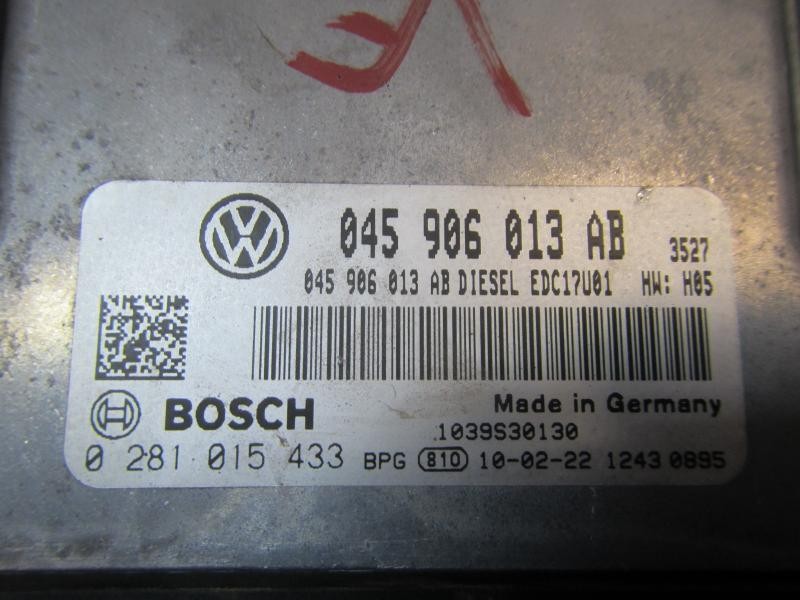 045 906 013 AB 3527
045 906 013 AB DIESEL EDC17U01 HW: H05
BOSCH Made in Germany
1039S30130
0 281 015 433 BPG 810 10-02-22 1243 0895